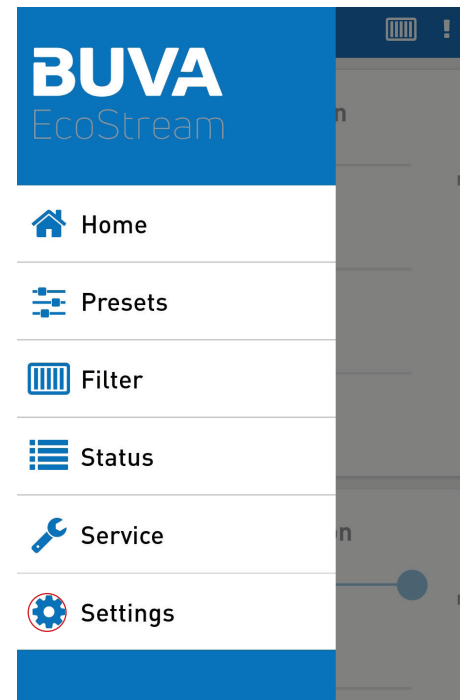 BUVA
EcoStream
!
n
Home
Presets
Filter
Status
Service
n
Settings